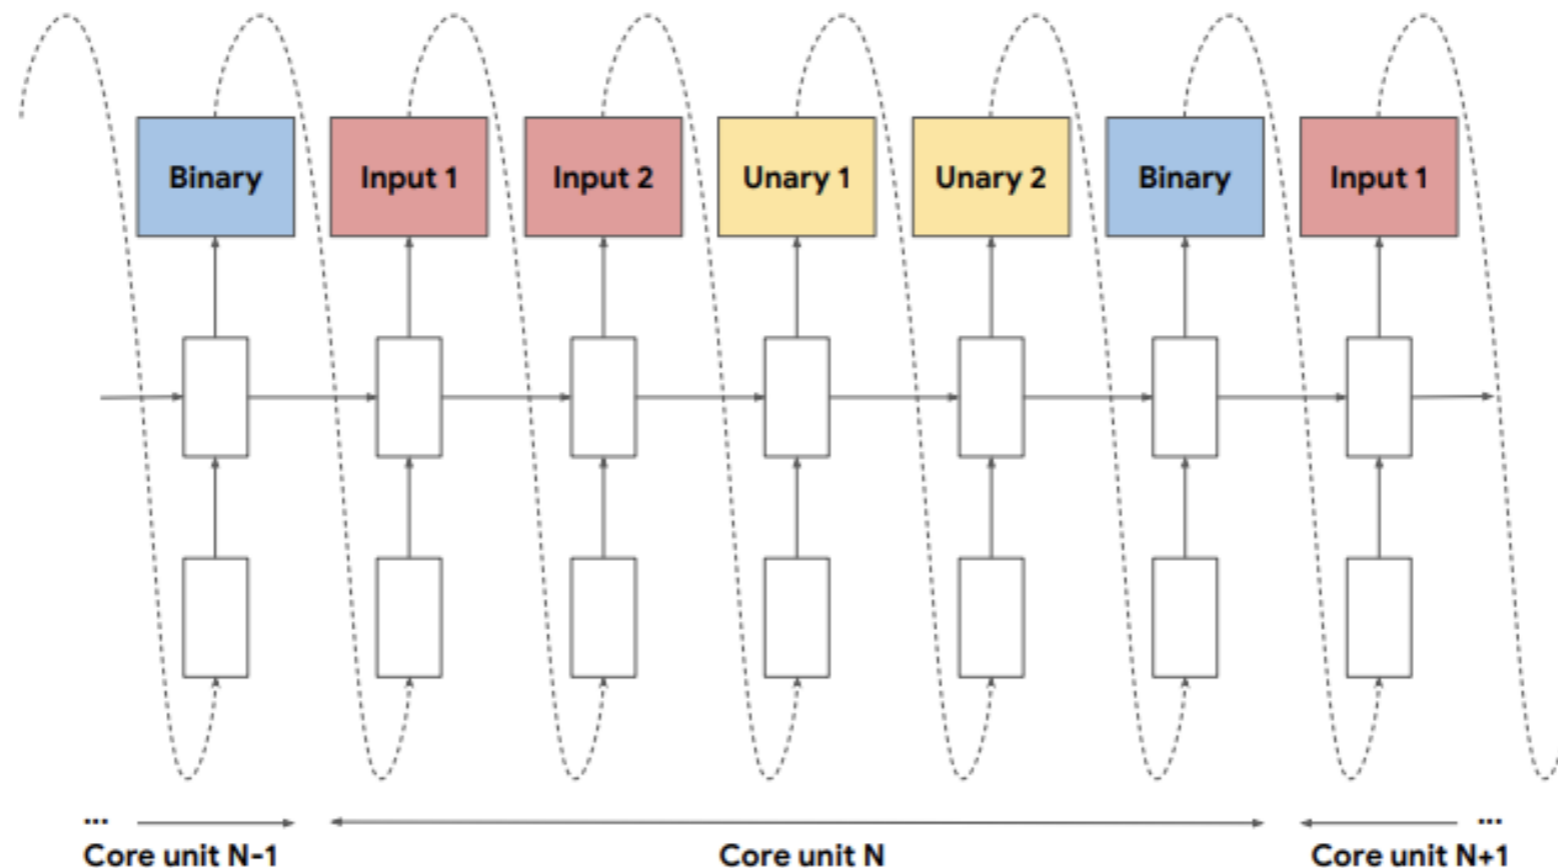 Binary Input 1 Input 2 Unary 1 Unary 2 Binary Input 1
... ...
Core unit N-1 Core unit N Core unit N+1